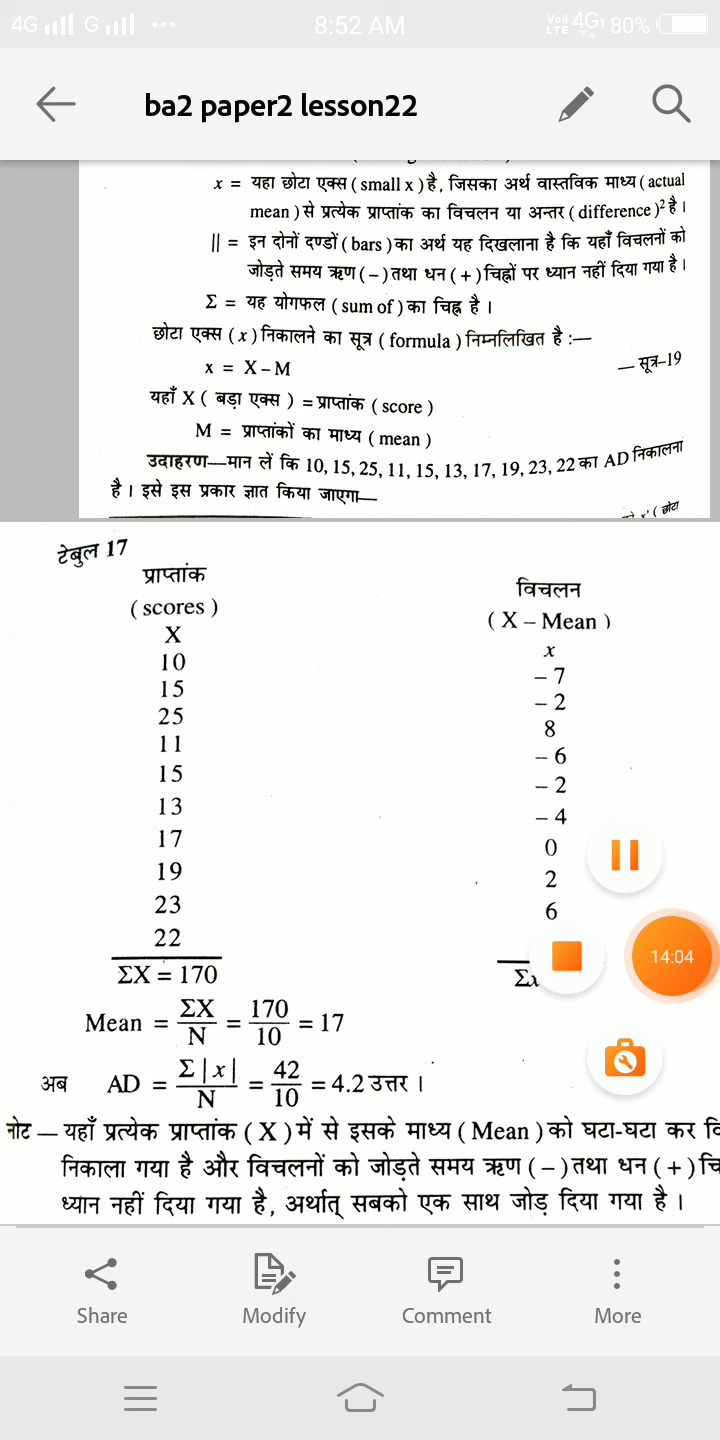 4G G ... 8:52 AM VoLTE 4G 80%
ba2 paper2 lesson22
x = यहा छोटा एक्स ( small x ) है, जिसका अर्थ वास्तविक माध्य ( actual
mean ) से प्रत्येक प्राप्तांक का विचलन या अन्तर ( difference )² है ।
|| = इन दोनों दण्डों ( bars ) का अर्थ यह दिखलाना है कि यहाँ विचलनों को
जोड़ते समय ऋण ( – ) तथा धन ( + ) चिह्नों पर ध्यान नहीं दिया गया है ।
Σ = यह योगफल ( sum of ) का चिह्न है ।
छोटा एक्स ( x ) निकालने का सूत्र ( formula ) निम्नलिखित है :—
x = X – M — सूत्र–19
यहाँ X ( बड़ा एक्स ) = प्राप्तांक ( score )
M = प्राप्तांकों का माध्य ( mean )
उदाहरण—मान लें कि 10, 15, 25, 11, 15, 13, 17, 19, 23, 22 का AD निकालना
है । इसे इस प्रकार ज्ञात किया जाएगा—
( छोटा
टेबुल 17
प्राप्तांक विचलन
( scores ) ( X – Mean )
X x
10 – 7
15 – 2
25 8
11 – 6
15 – 2
13 – 4
17 0
19 2
23 6
22
ΣX = 170 Σx
14:04
Mean = ΣX/N = 170/10 = 17
अब AD = Σ|x|/N = 42/10 = 4.2 उत्तर ।
नोट — यहाँ प्रत्येक प्राप्तांक ( X ) में से इसके माध्य ( Mean ) को घटा-घटा कर वि
निकाला गया है और विचलनों को जोड़ते समय ऋण ( – ) तथा धन ( + ) चि
ध्यान नहीं दिया गया है, अर्थात् सबको एक साथ जोड़ दिया गया है ।
Share Modify Comment More